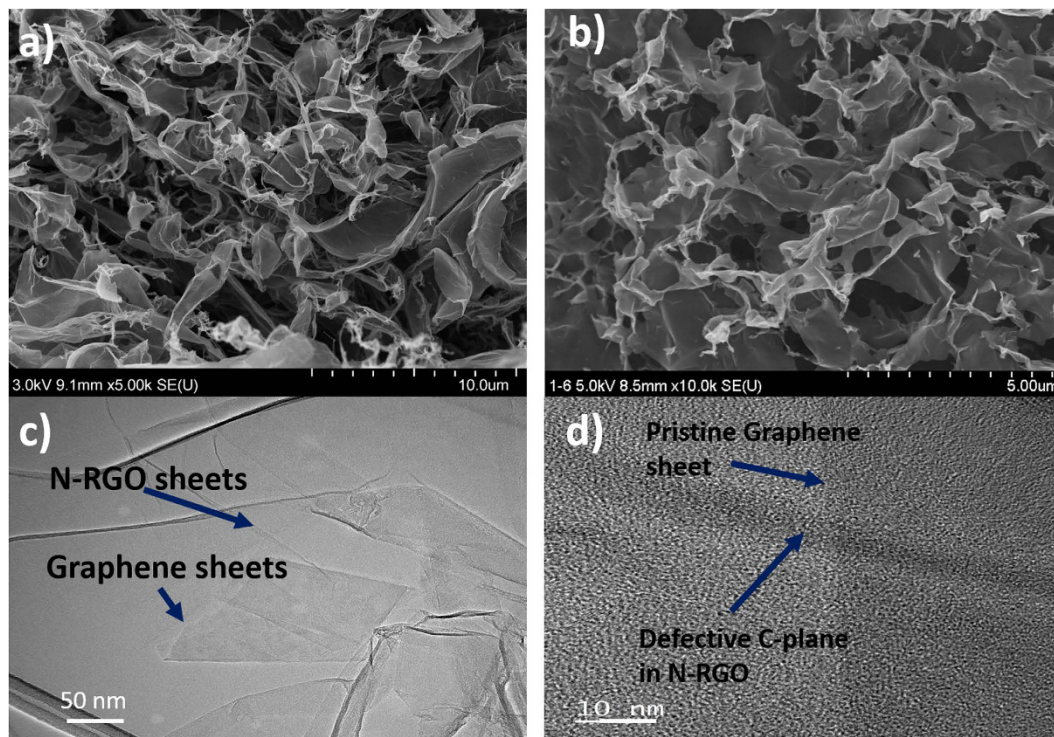 a)
b)
3.0kV 9.1mm x5.00k SE(U) 10.0um
1-6 5.0kV 8.5mm x10.0k SE(U) 5.00um
c)
N-RGO sheets
Graphene sheets
50 nm
d)
Pristine Graphene
sheet
Defective C-plane
in N-RGO
10 nm